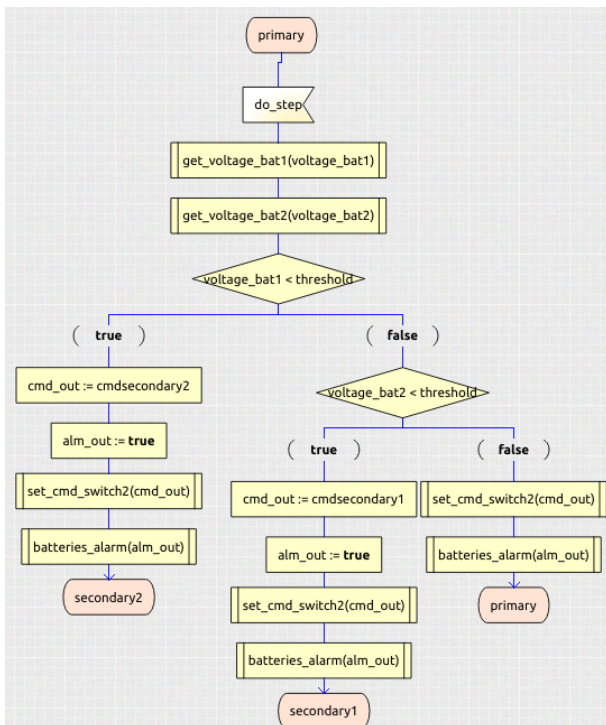 primary
do_step
get_voltage_bat1(voltage_bat1)
get_voltage_bat2(voltage_bat2)
voltage_bat1 < threshold
( true )
cmd_out := cmdsecondary2
alm_out := true
set_cmd_switch2(cmd_out)
batteries_alarm(alm_out)
secondary2
( false )
voltage_bat2 < threshold
( true )
cmd_out := cmdsecondary1
alm_out := true
set_cmd_switch2(cmd_out)
batteries_alarm(alm_out)
secondary1
( false )
set_cmd_switch2(cmd_out)
batteries_alarm(alm_out)
primary